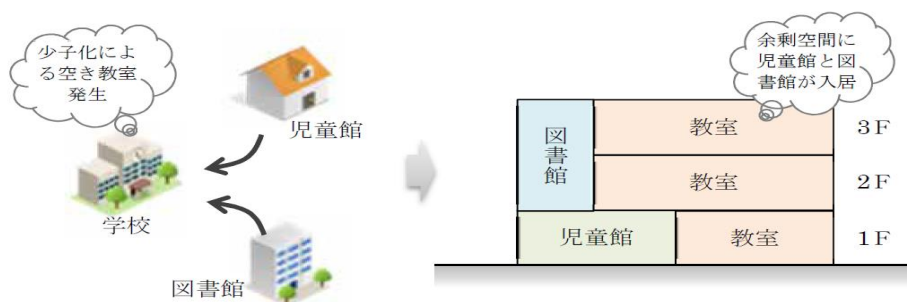 少子化によ
る空き教室
発生
児童館
学校
図書館
余剰空間に
児童館と図
書館が入居
図書館
教室
3F
教室
2F
児童館
教室
1F